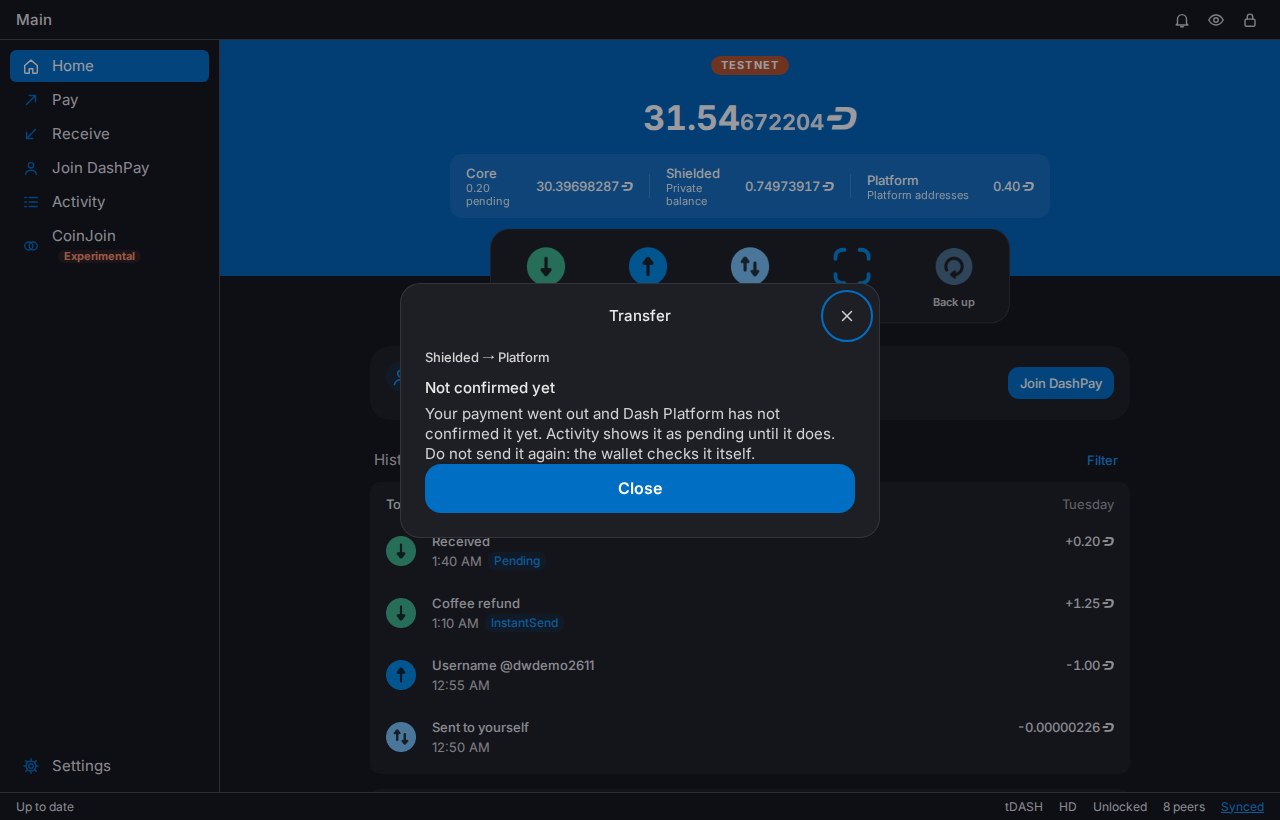 Main
Home
Pay
Receive
Join DashPay
Activity
CoinJoin
Experimental
Settings
TESTNET
31.54672204
Core
0.20 pending
30.39698287
Shielded
Private balance
0.74973917
Platform
Platform addresses
0.40
Back up
Transfer
Shielded → Platform
Not confirmed yet
Your payment went out and Dash Platform has not
confirmed it yet. Activity shows it as pending until it does.
Do not send it again: the wallet checks it itself.
Close
Join DashPay
Filter
Tuesday
Received
1:40 AM Pending
+0.20
Coffee refund
1:10 AM InstantSend
+1.25
Username @dwdemo2611
12:55 AM
-1.00
Sent to yourself
12:50 AM
-0.00000226
Up to date
tDASH HD Unlocked 8 peers Synced